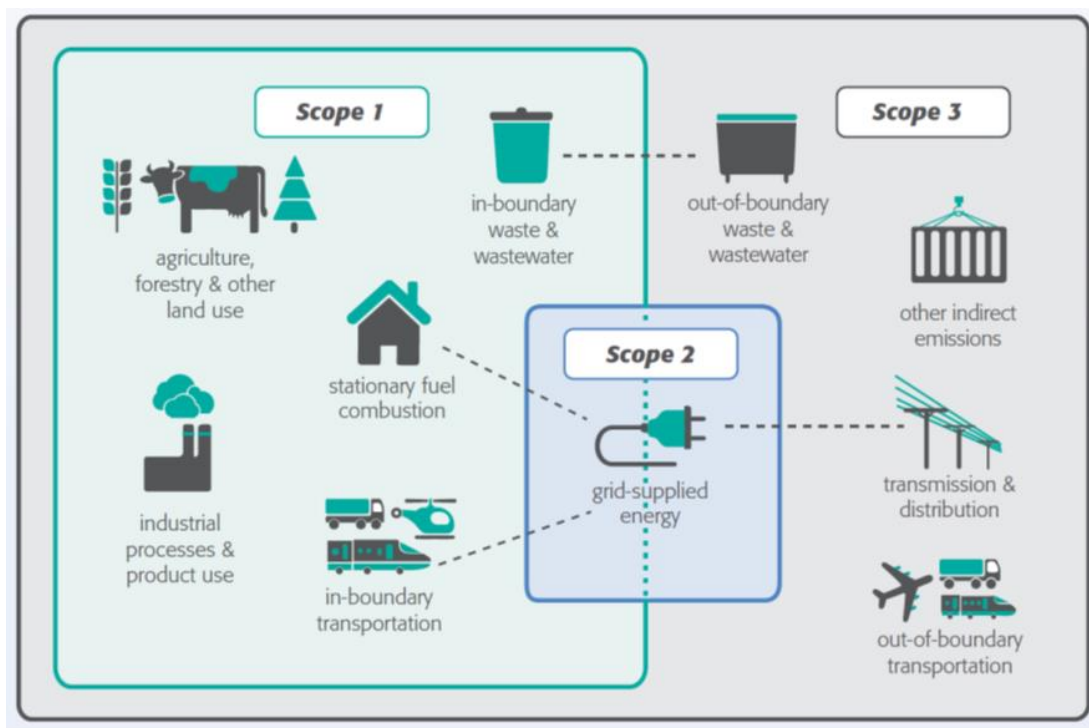 Scope 1
Scope 3
in-boundary
waste &
wastewater
out-of-boundary
waste &
wastewater
agriculture,
forestry & other
land use
other indirect
emissions
Scope 2
stationary fuel
combustion
grid-supplied
energy
transmission &
distribution
industrial
processes &
product use
in-boundary
transportation
out-of-boundary
transportation